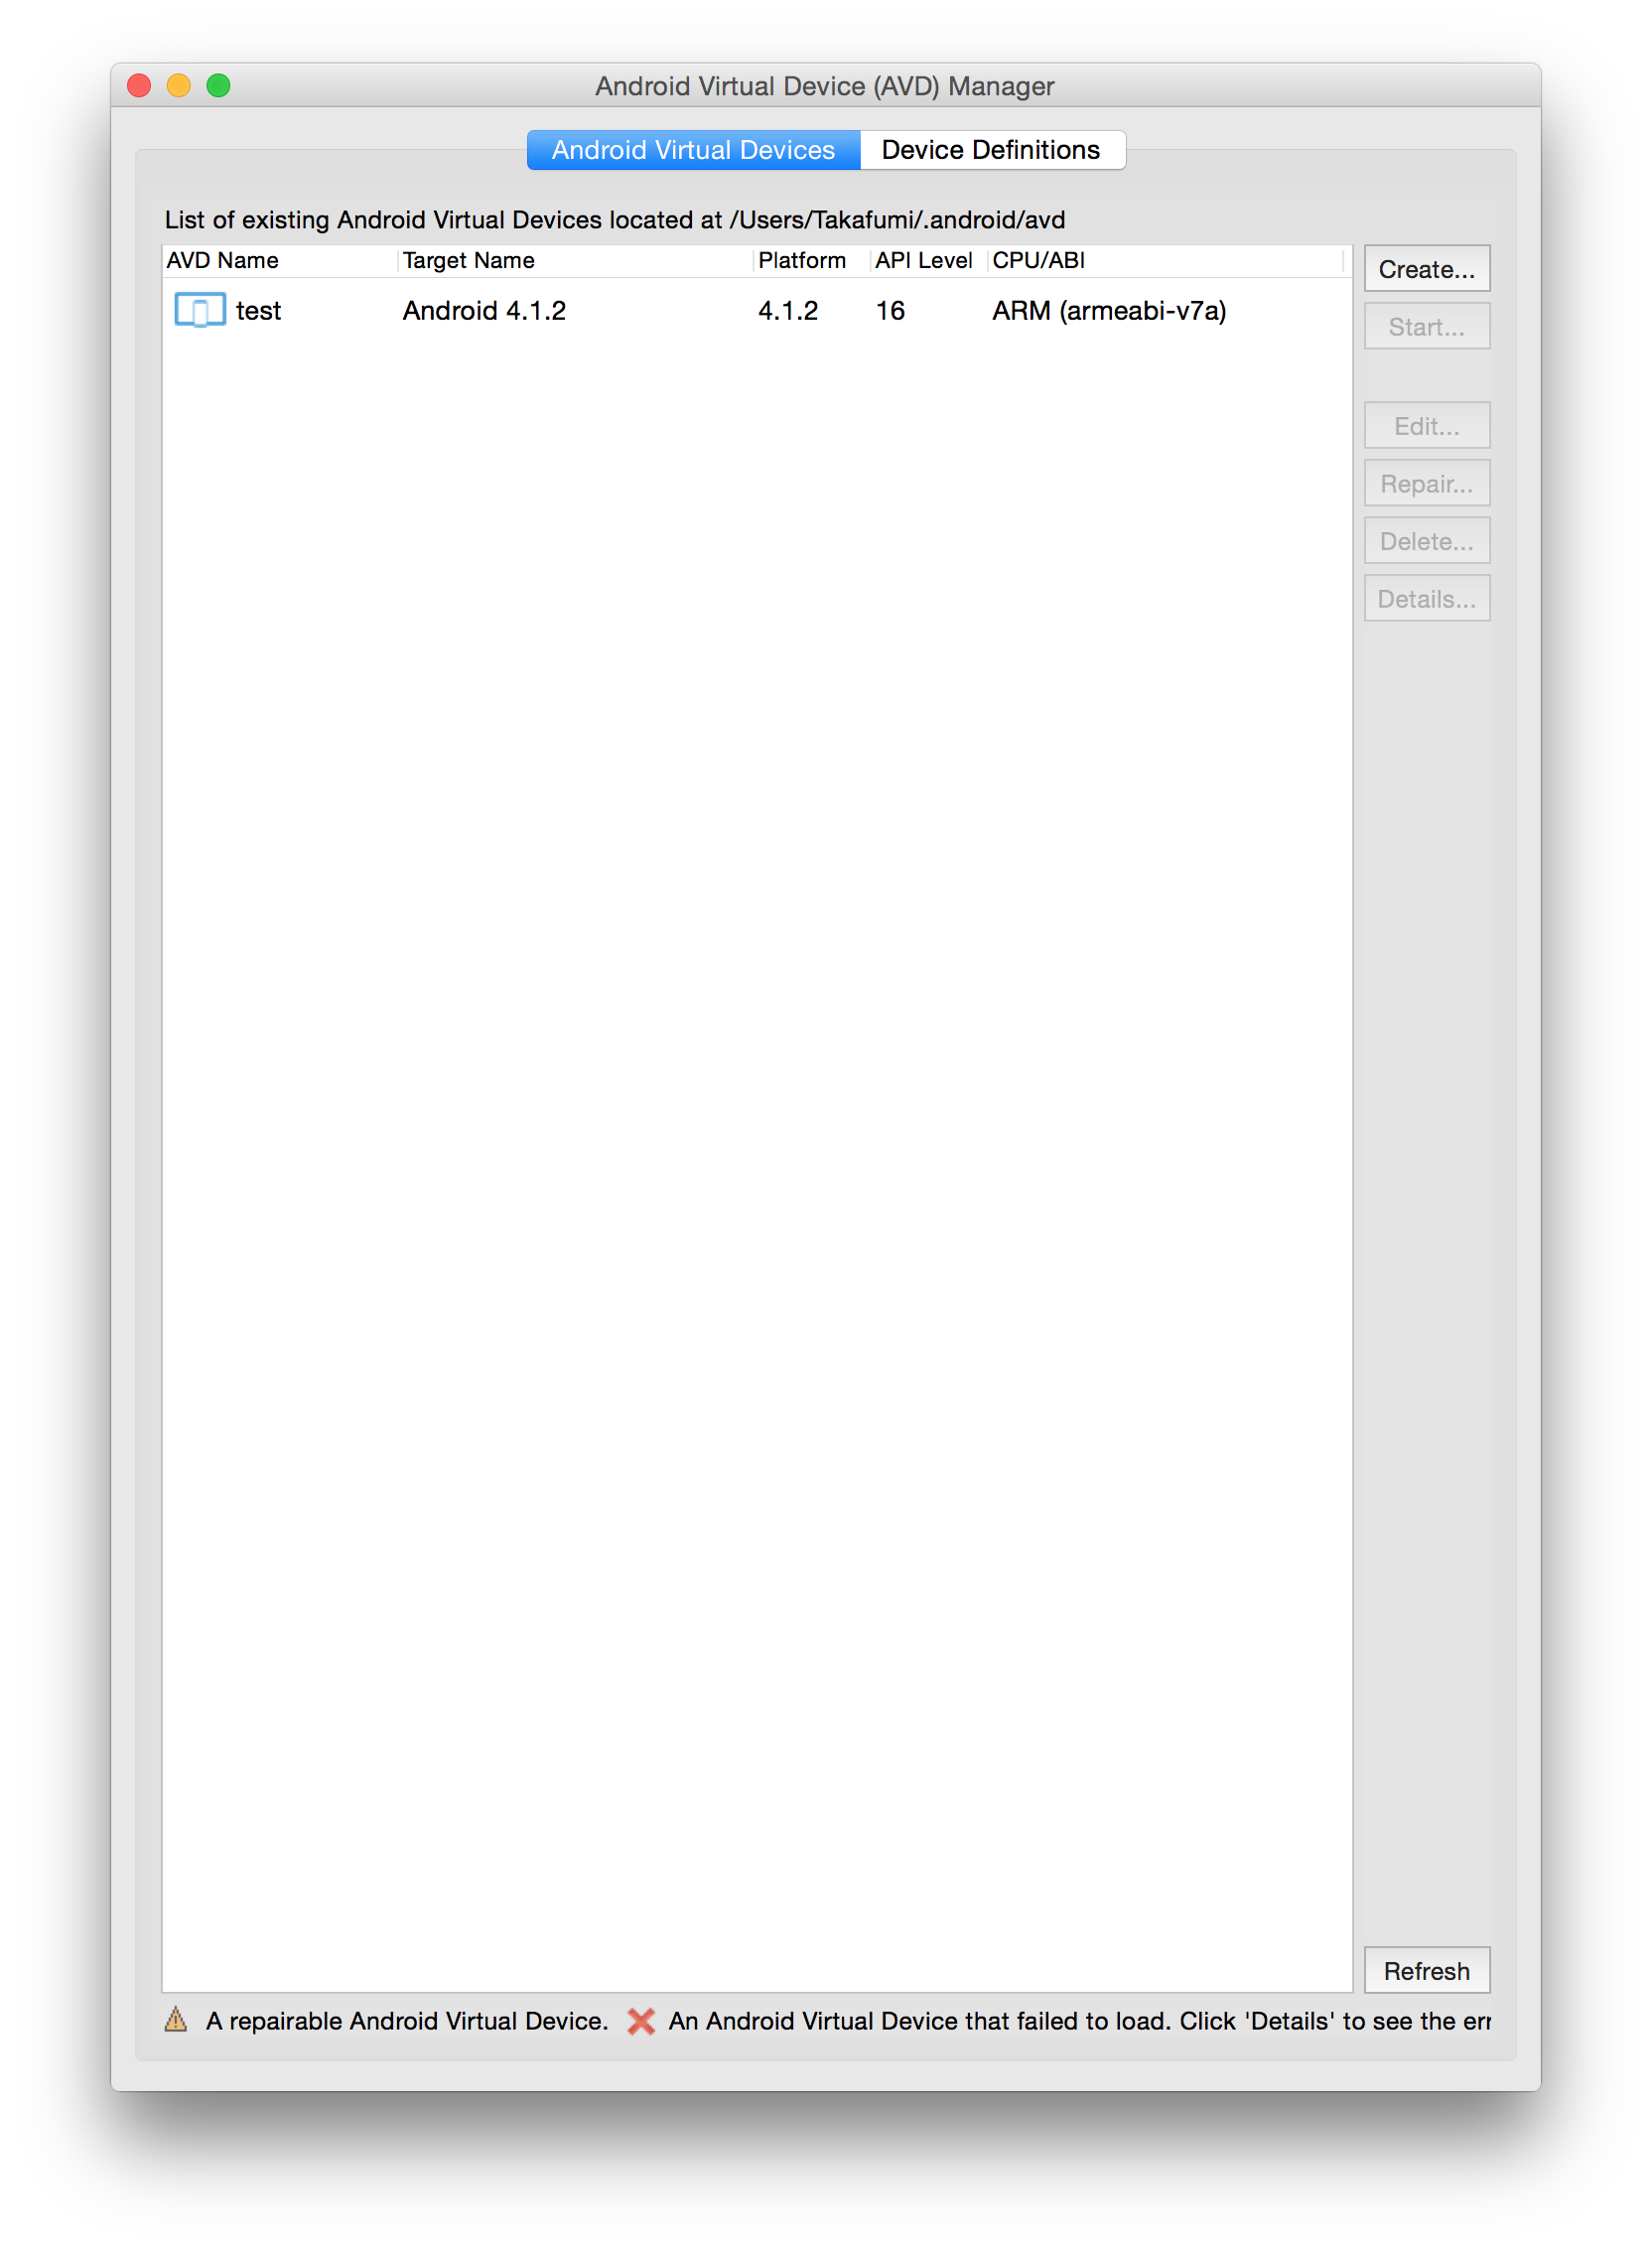 Android Virtual Device (AVD) Manager
Android Virtual Devices Device Definitions
List of existing Android Virtual Devices located at /Users/Takafumi/.android/avd
AVD Name Target Name Platform API Level CPU/ABI
test Android 4.1.2 4.1.2 16 ARM (armeabi-v7a)
Create...
Start...
Edit...
Repair...
Delete...
Details...
Refresh
A repairable Android Virtual Device. An Android Virtual Device that failed to load. Click 'Details' to see the err